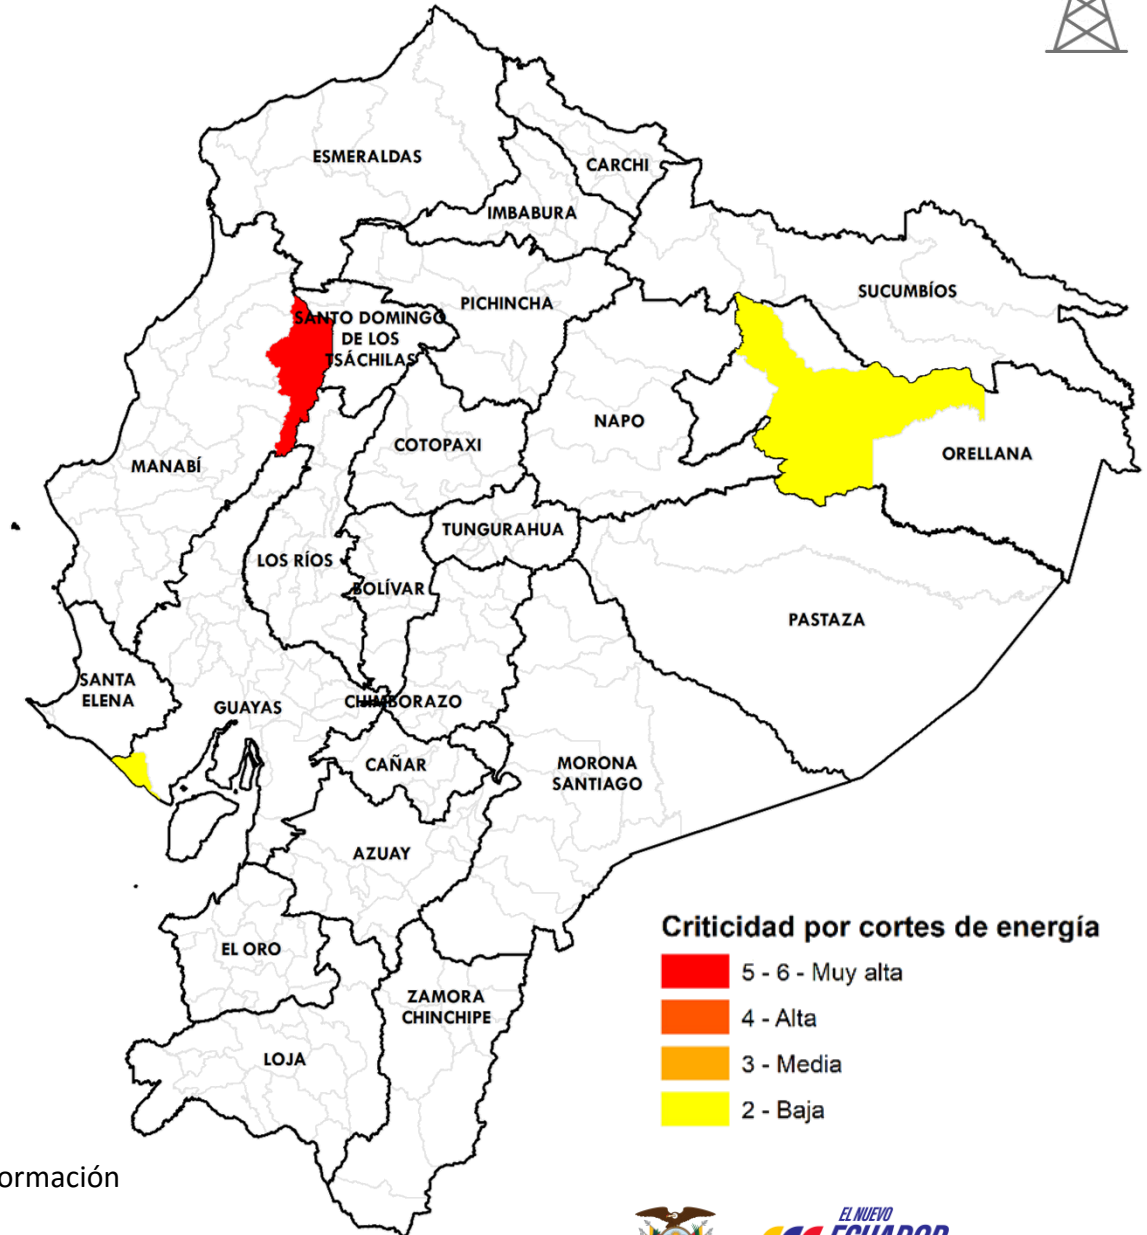 ESMERALDAS
CARCHI
IMBABURA
SUCUMBÍOS
PICHINCHA
SANTO DOMINGO
DE LOS
TSÁCHILAS
NAPO
COTOPAXI
ORELLANA
MANABÍ
TUNGURAHUA
LOS RÍOS
BOLÍVAR
PASTAZA
SANTA
ELENA
CHIMBORAZO
GUAYAS
CAÑAR
MORONA
SANTIAGO
AZUAY
EL ORO
ZAMORA
CHINCHIPE
LOJA
Criticidad por cortes de energía
5 - 6 - Muy alta
4 - Alta
3 - Media
2 - Baja
ormación
EL NUEVO
ECUADOR